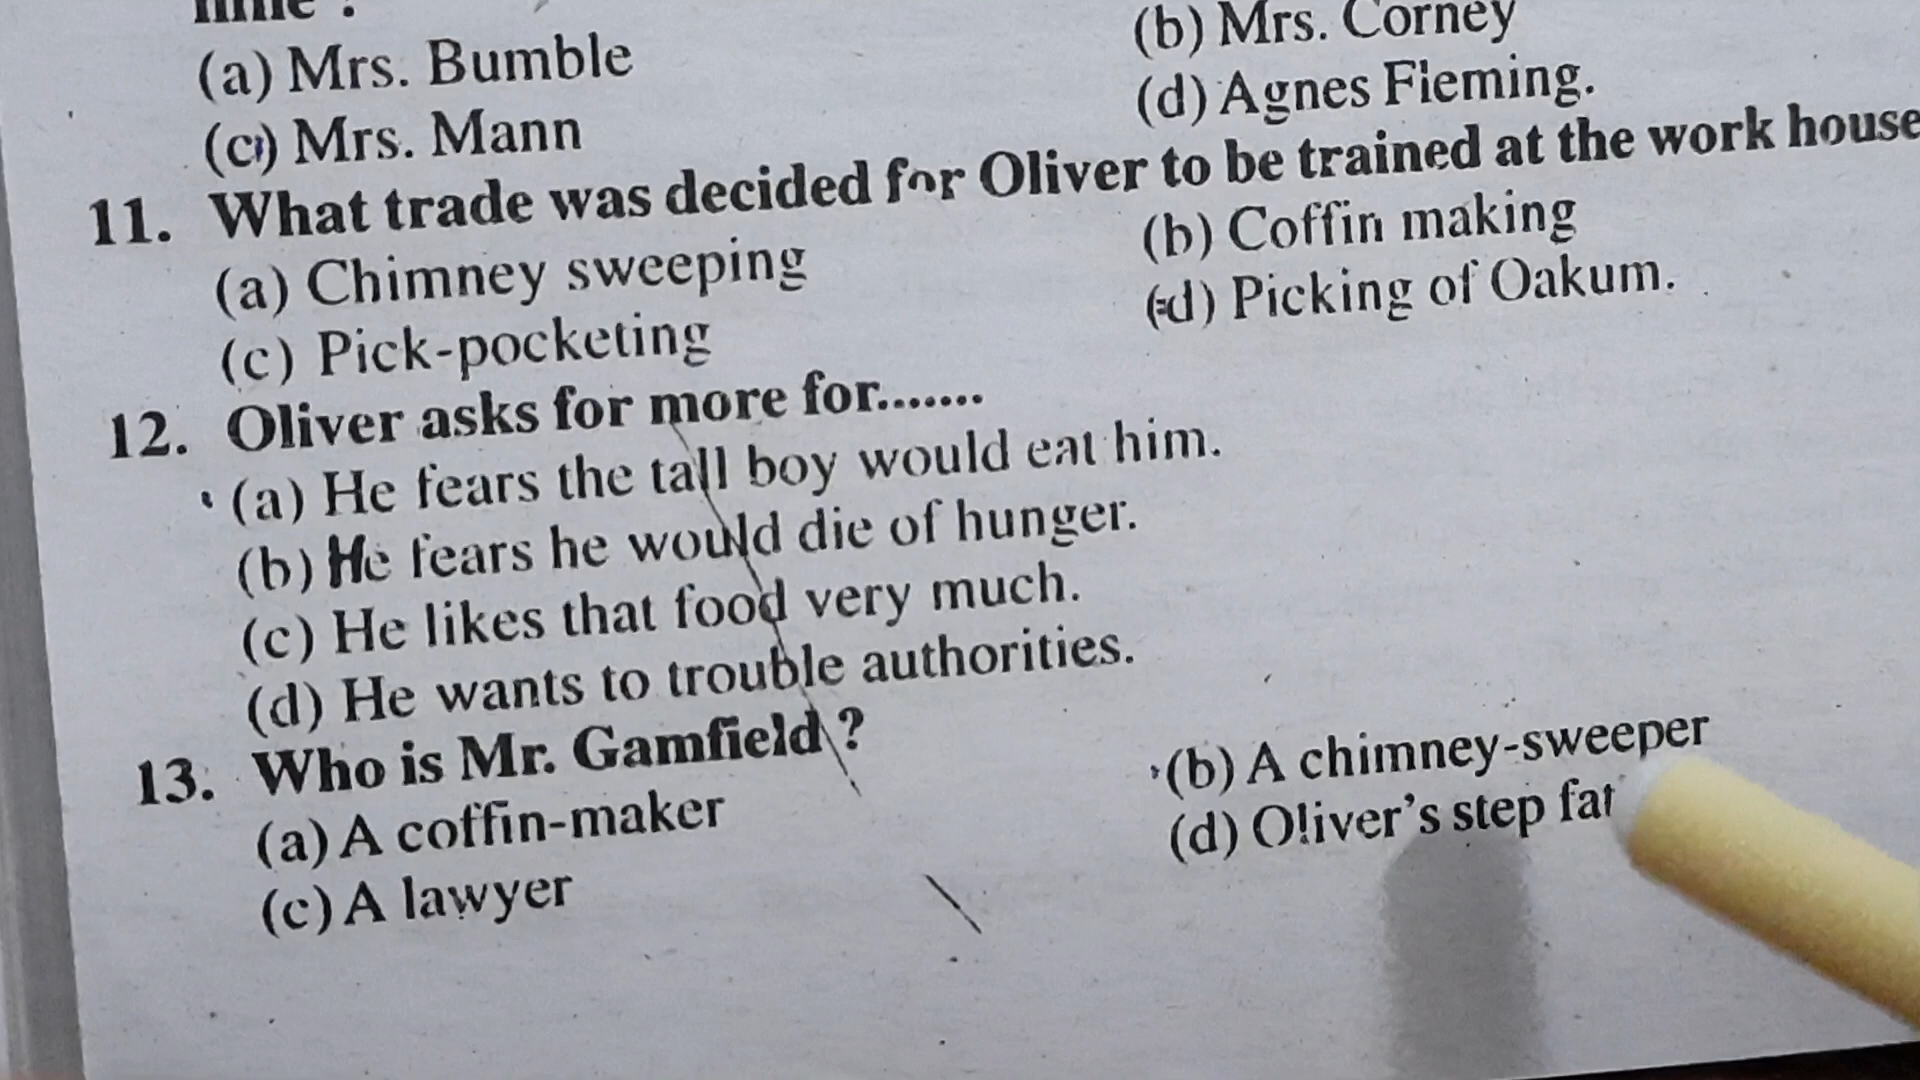 (a) Mrs. Bumble (b) Mrs. Corney
(c) Mrs. Mann (d) Agnes Fleming.
11. What trade was decided for Oliver to be trained at the work house
(a) Chimney sweeping (b) Coffin making
(c) Pick-pocketing (d) Picking of Oakum.
12. Oliver asks for more for.......
(a) He fears the tall boy would eat him.
(b) He fears he would die of hunger.
(c) He likes that food very much.
(d) He wants to trouble authorities.
13. Who is Mr. Gamfield ?
(a) A coffin-maker (b) A chimney-sweeper
(c) A lawyer (d) Oliver's step fat